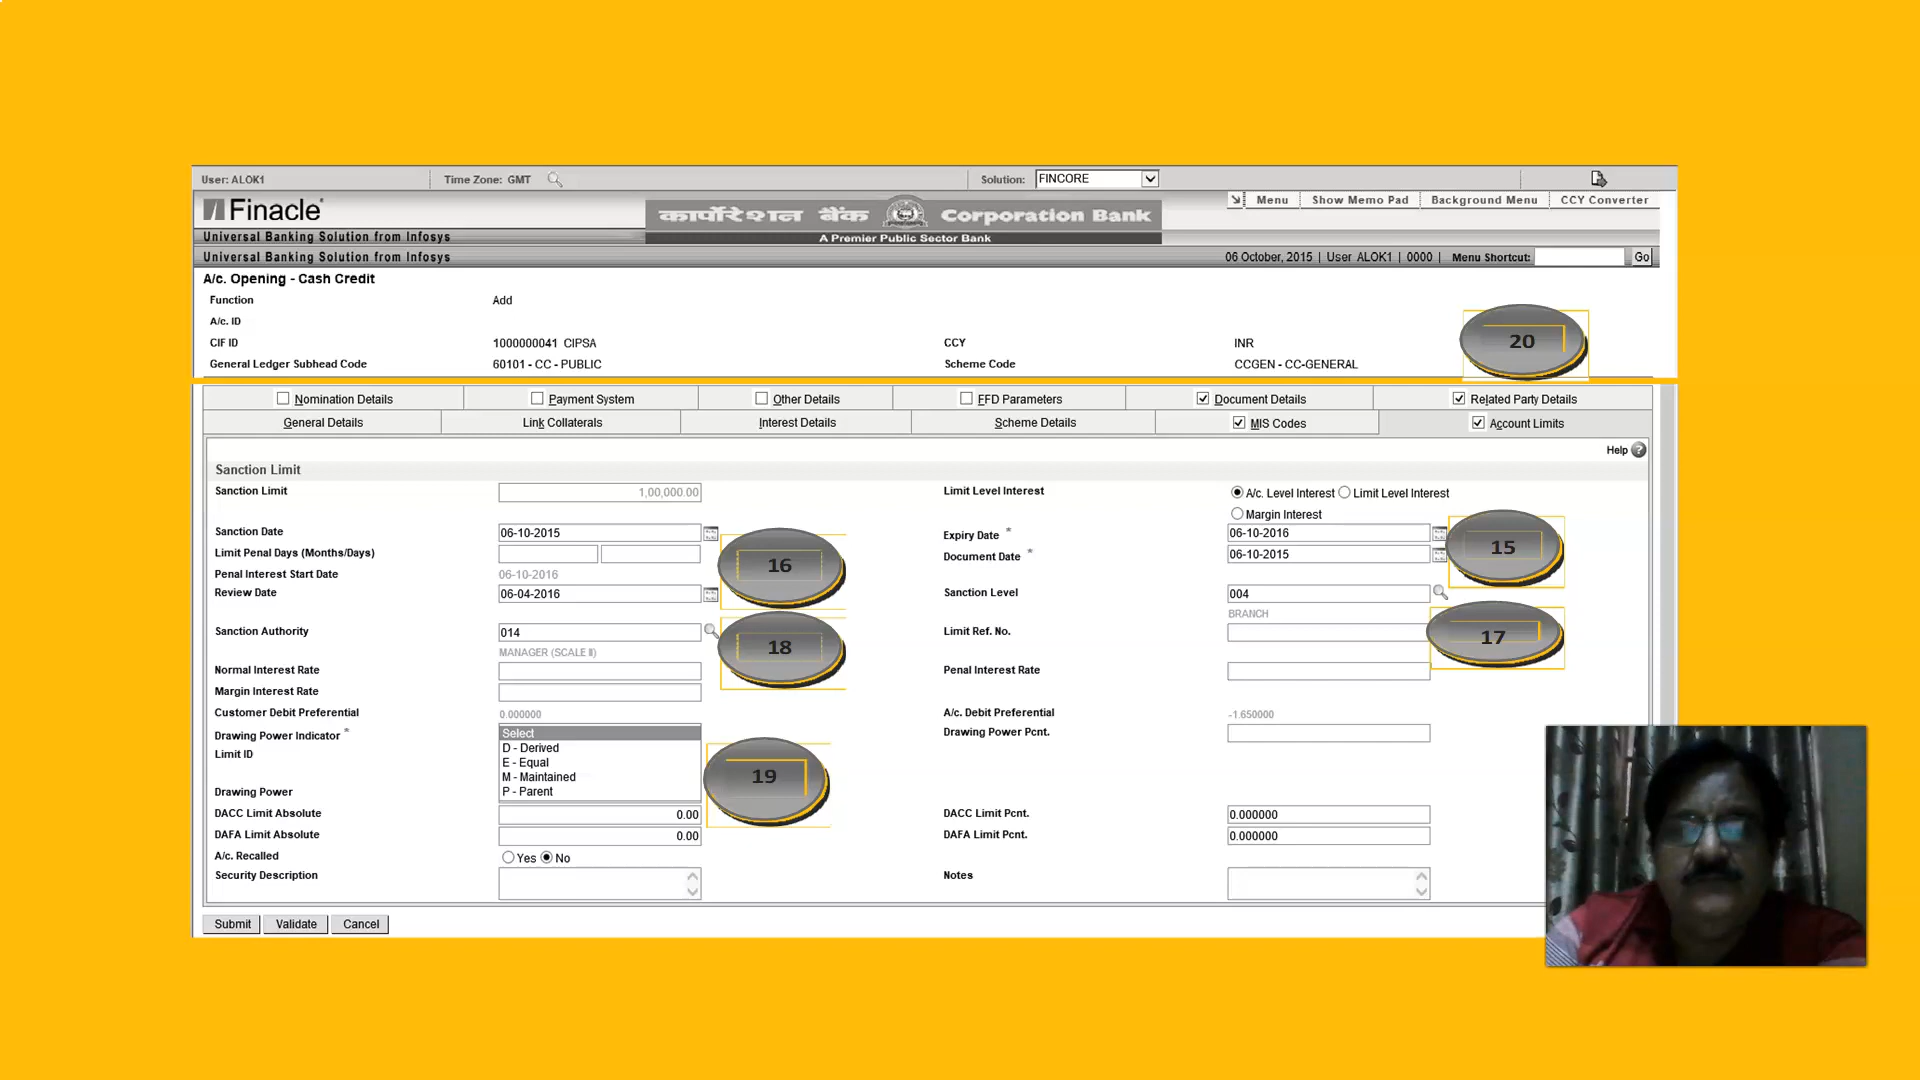 User: ALOK1 Time Zone: GMT Solution: FINCORE
Finacle
कार्पोरेशन बैंक Corporation Bank
A Premier Public Sector Bank
Menu Show Memo Pad Background Menu CCY Converter
Universal Banking Solution from Infosys
Universal Banking Solution from Infosys 06 October, 2015 | User ALOK1 | 0000 | Menu Shortcut: Go
A/c. Opening - Cash Credit
Function Add
A/c. ID
CIF ID 1000000041 CIPSA CCY INR
20
General Ledger Subhead Code 60101 - CC - PUBLIC Scheme Code CCGEN - CC-GENERAL
Nomination Details Payment System Other Details FFD Parameters Document Details Related Party Details
General Details Link Collaterals Interest Details Scheme Details MIS Codes Account Limits
Help ?
Sanction Limit
Sanction Limit 1,00,000.00 Limit Level Interest A/c. Level Interest Limit Level Interest
Margin Interest
Sanction Date 06-10-2015 Expiry Date * 06-10-2016
15
Limit Penal Days (Months/Days) Document Date * 06-10-2015
16
Penal Interest Start Date 06-10-2016
Review Date 06-04-2016 Sanction Level 004
BRANCH
Sanction Authority 014 Limit Ref. No.
17
18
MANAGER (SCALE II)
Normal Interest Rate Penal Interest Rate
Margin Interest Rate
Customer Debit Preferential 0.000000 A/c. Debit Preferential -1.650000
Drawing Power Indicator * Select Drawing Power Pcnt.
D - Derived
Limit ID
E - Equal
M - Maintained
19
Drawing Power P - Parent
DACC Limit Absolute 0.00 DACC Limit Pcnt. 0.000000
DAFA Limit Absolute 0.00 DAFA Limit Pcnt. 0.000000
A/c. Recalled Yes No
Security Description Notes
Submit Validate Cancel